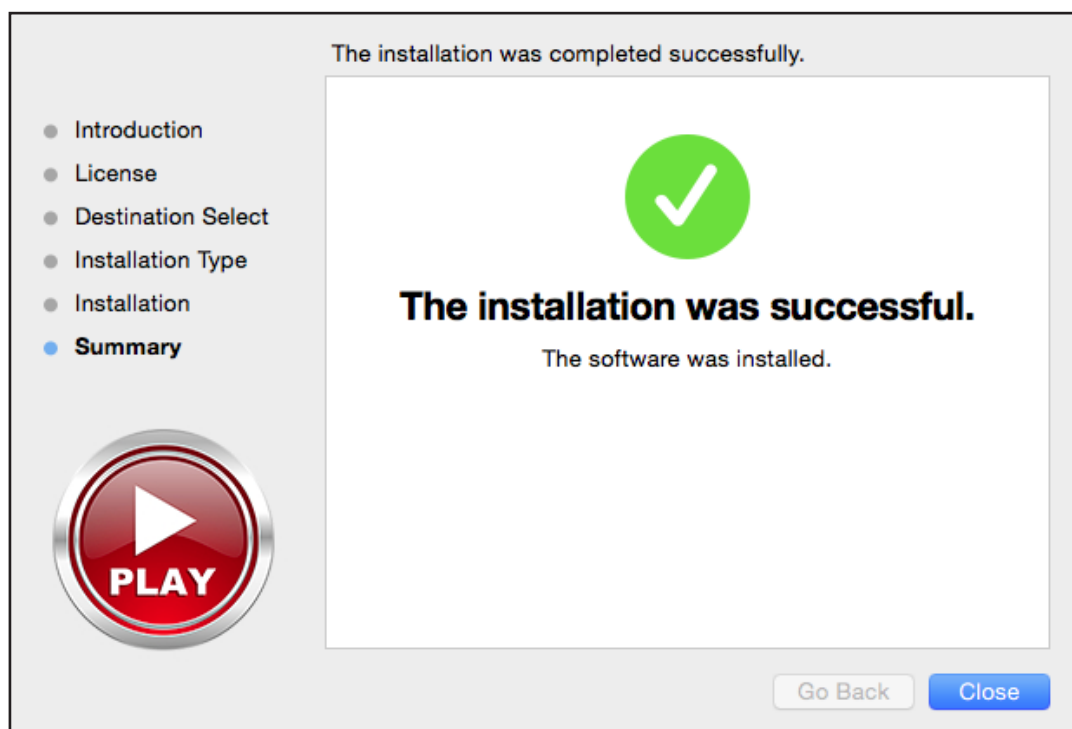 The installation was completed successfully.
Introduction
License
Destination Select
Installation Type
Installation
Summary
PLAY
The installation was successful.
The software was installed.
Go Back
Close